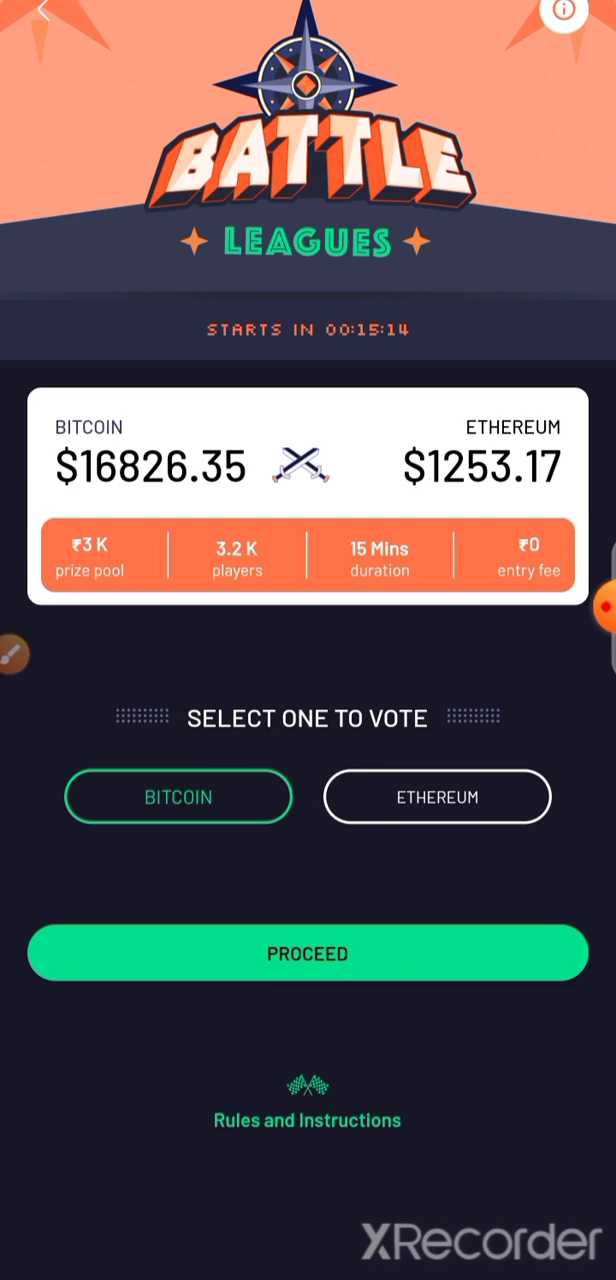 BATTLE
LEAGUES
STARTS IN 00:15:14
BITCOIN ETHEREUM
$16826.35 $1253.17
₹3 K 3.2 K 15 Mins ₹0
prize pool players duration entry fee
SELECT ONE TO VOTE
BITCOIN ETHEREUM
PROCEED
Rules and Instructions
XRecorder